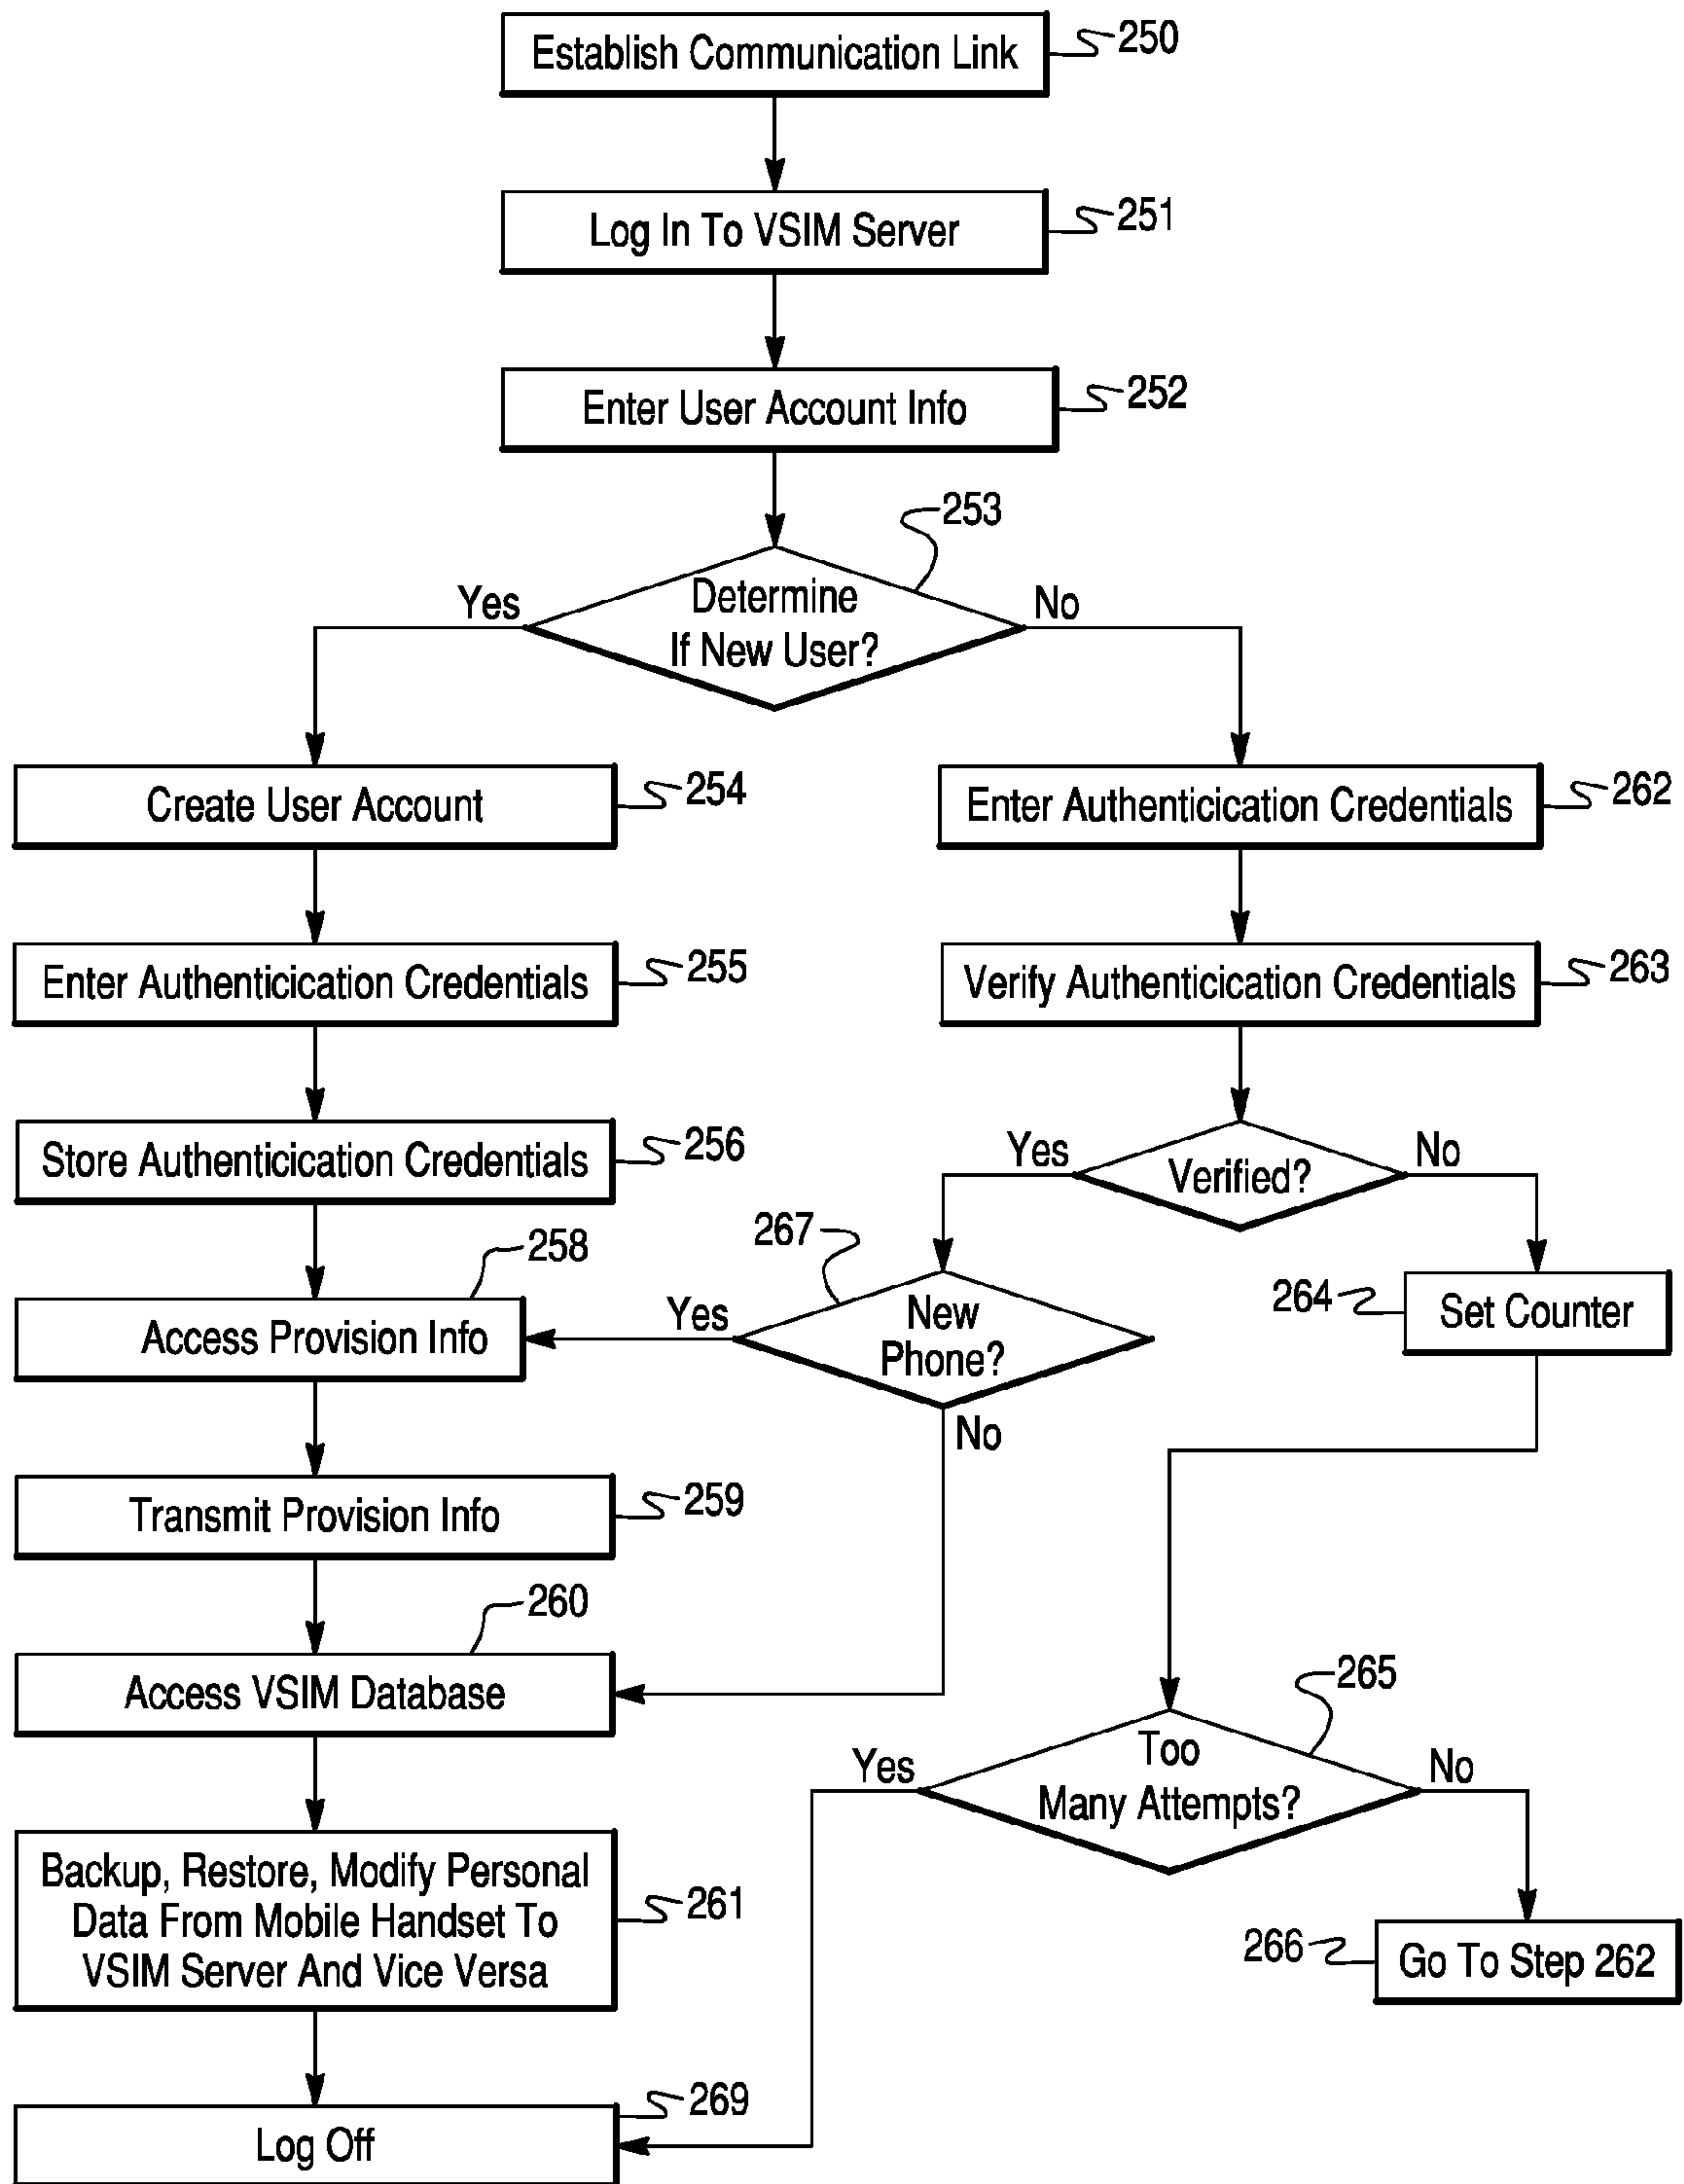 Establish Communication Link
250
Log In To VSIM Server
251
Enter User Account Info
252
253
Determine
If New User?
Yes
No
Create User Account
254
Enter Authenticication Credentials
262
Enter Authenticication Credentials
255
Verify Authenticication Credentials
263
Store Authenticication Credentials
256
Yes
Verified?
No
258
Access Provision Info
267
Yes
New
Phone?
No
264
Set Counter
Transmit Provision Info
259
260
Access VSIM Database
265
Yes
Too
Many Attempts?
No
Backup, Restore, Modify Personal
Data From Mobile Handset To
VSIM Server And Vice Versa
261
266
Go To Step 262
269
Log Off